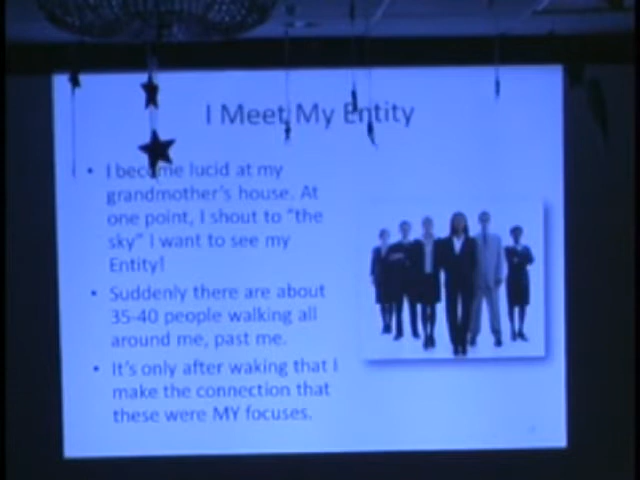 I Meet My Entity
• I become lucid at my
grandmother's house. At
one point, I shout to "the
sky" I want to see my
Entity!
• Suddenly there are about
35-40 people walking all
around me, past me.
• It's only after waking that I
make the connection that
these were MY focuses.